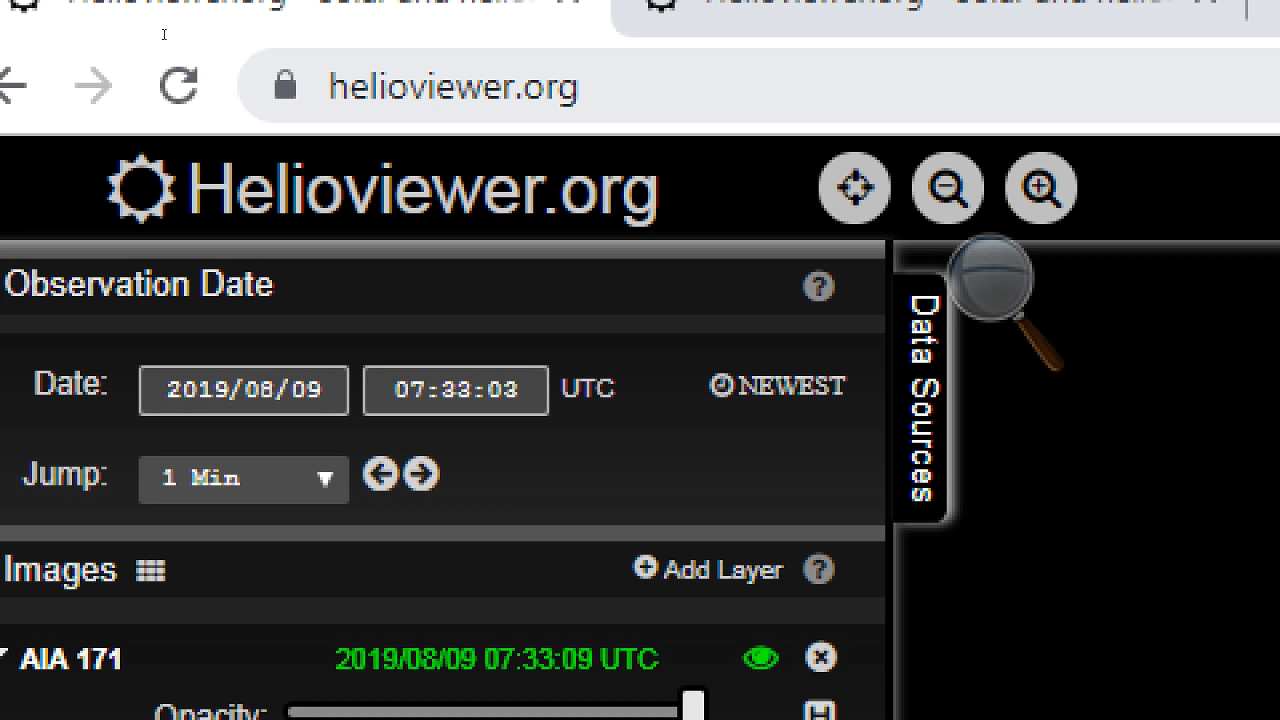 helioviewer.org
Helioviewer.org
Observation Date
Date: 2019/08/09 07:33:03 UTC NEWEST
Jump: 1 Min
Data Sources
Images Add Layer
AIA 171 2019/08/09 07:33:09 UTC
Opacity: